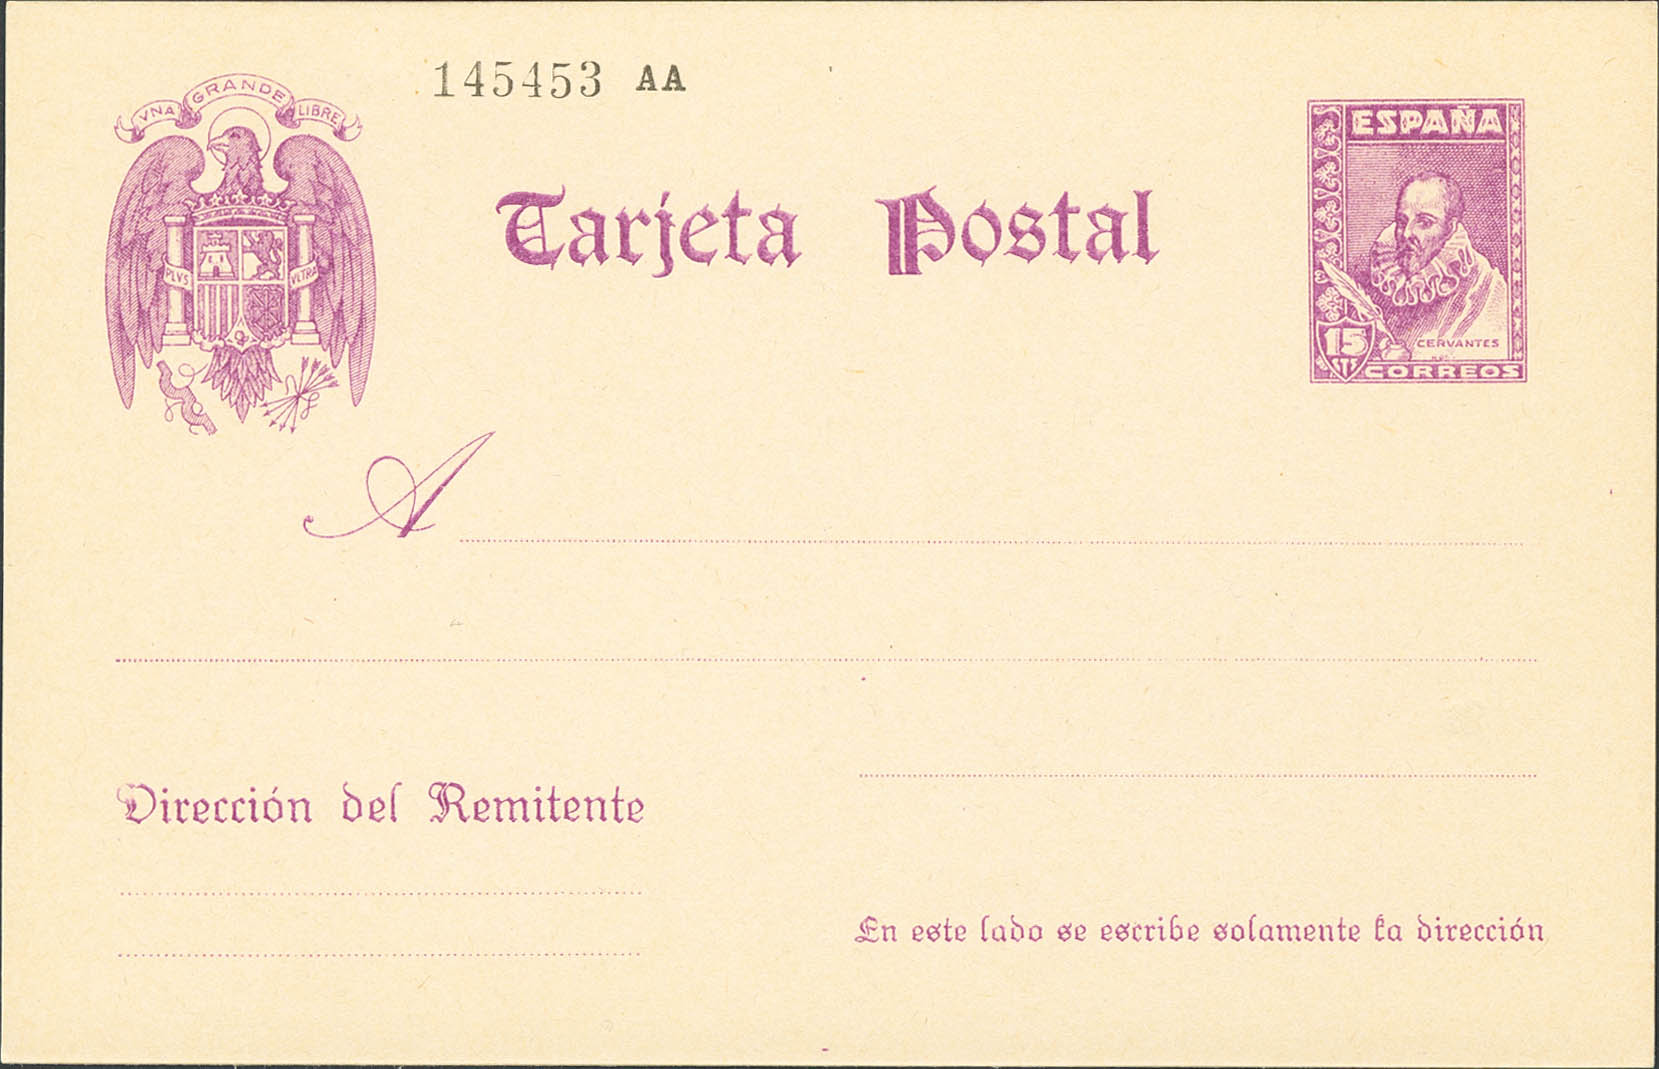 VNA GRANDE LIBRE
145453 AA
ESPAÑA
Tarjeta Postal
PLVS VLTRA
15
CTS
CERVANTES
CORREOS
A
Dirección del Remitente
En este lado se escribe solamente la dirección